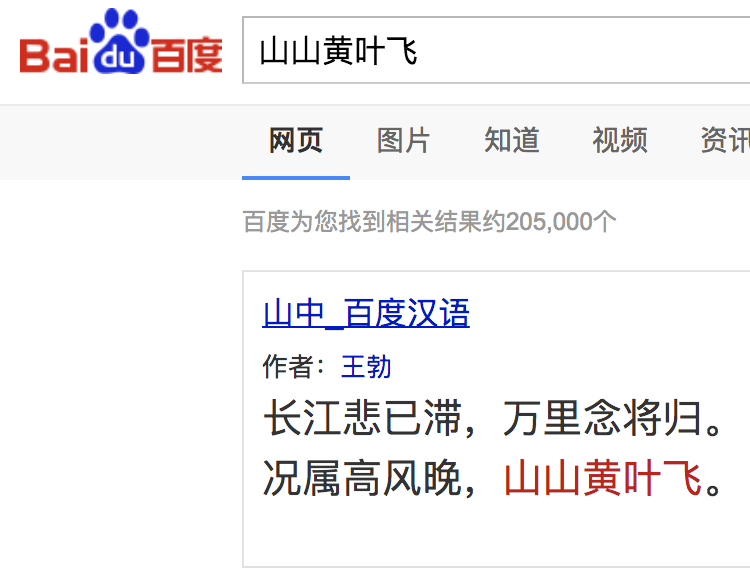 Bai du 百度
山山黄叶飞
网页 图片 知道 视频 资讯
百度为您找到相关结果约205,000个
山中_百度汉语
作者：王勃
长江悲已滞，万里念将归。
况属高风晚，山山黄叶飞。